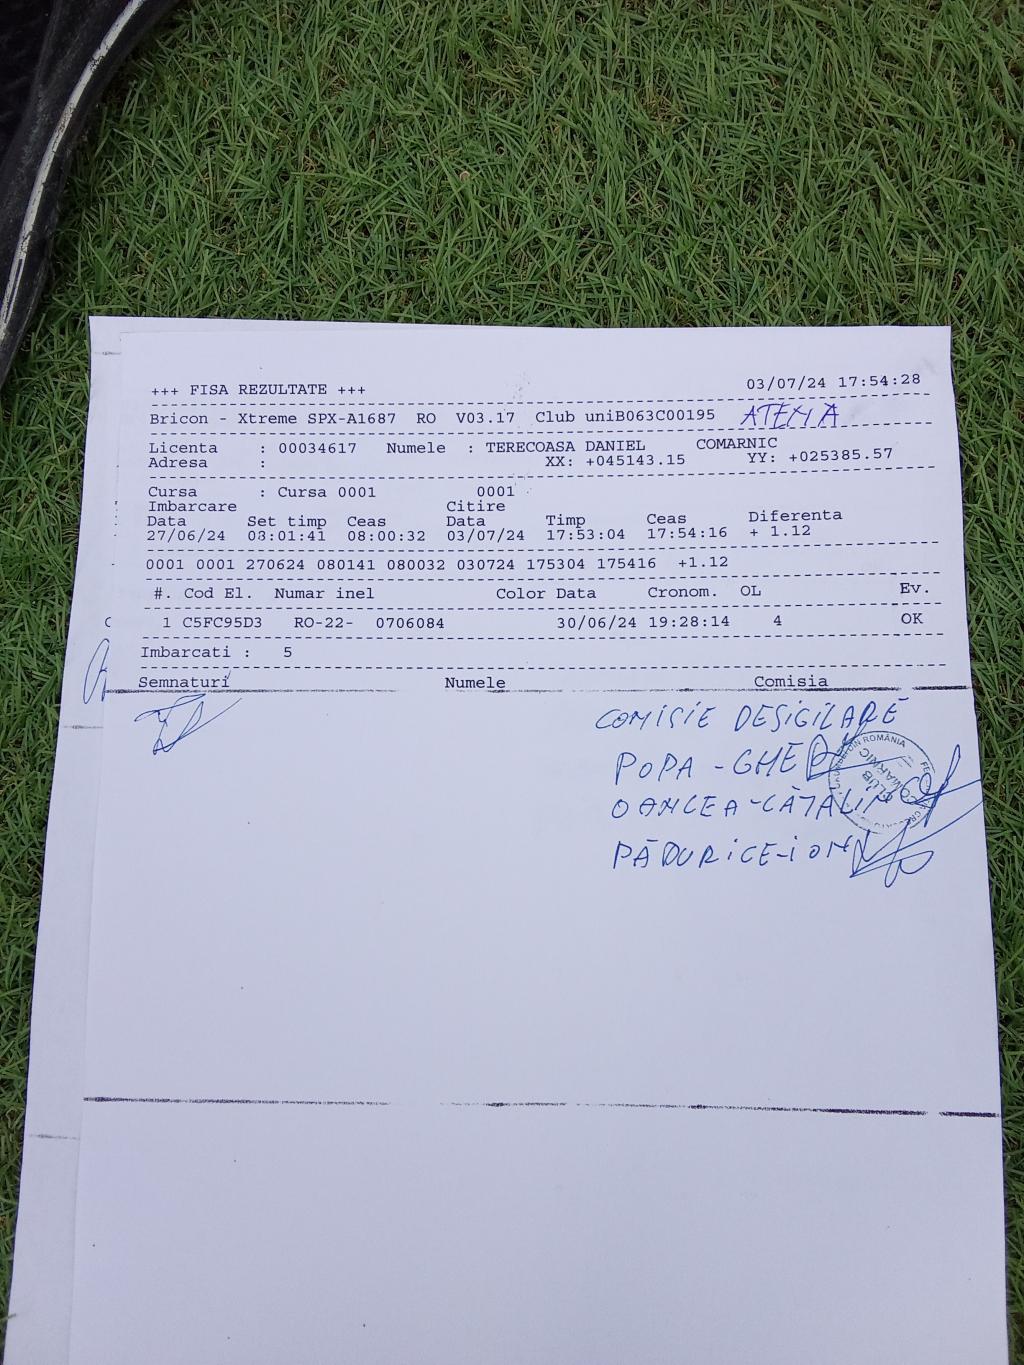 +++ FISA REZULTATE +++ 03/07/24 17:54:28
Bricon - Xtreme SPX-A1687 RO V03.17 Club uniB063C00195 ATENA
Licenta : 00034617 Numele : TERECOASA DANIEL COMARNIC
Adresa : XX: +045143.15 YY: +025385.57
Cursa : Cursa 0001 0001
Imbarcare Citire
Data Set timp Ceas Data Timp Ceas Diferenta
27/06/24 08:01:41 08:00:32 03/07/24 17:53:04 17:54:16 + 1.12
0001 0001 270624 080141 080032 030724 175304 175416 +1.12
#. Cod El. Numar inel Color Data Cronom. OL Ev.
1 C5FC95D3 RO-22- 0706084 30/06/24 19:28:14 4 OK
Imbarcati : 5
Semnaturi Numele Comisia
COMISIE DESIGILARE
POPA - GHE
OANCEA-CĂTĂLIN
PĂDURICE-ION
DIN ROMÂNIA
CLUB
COMARNIC